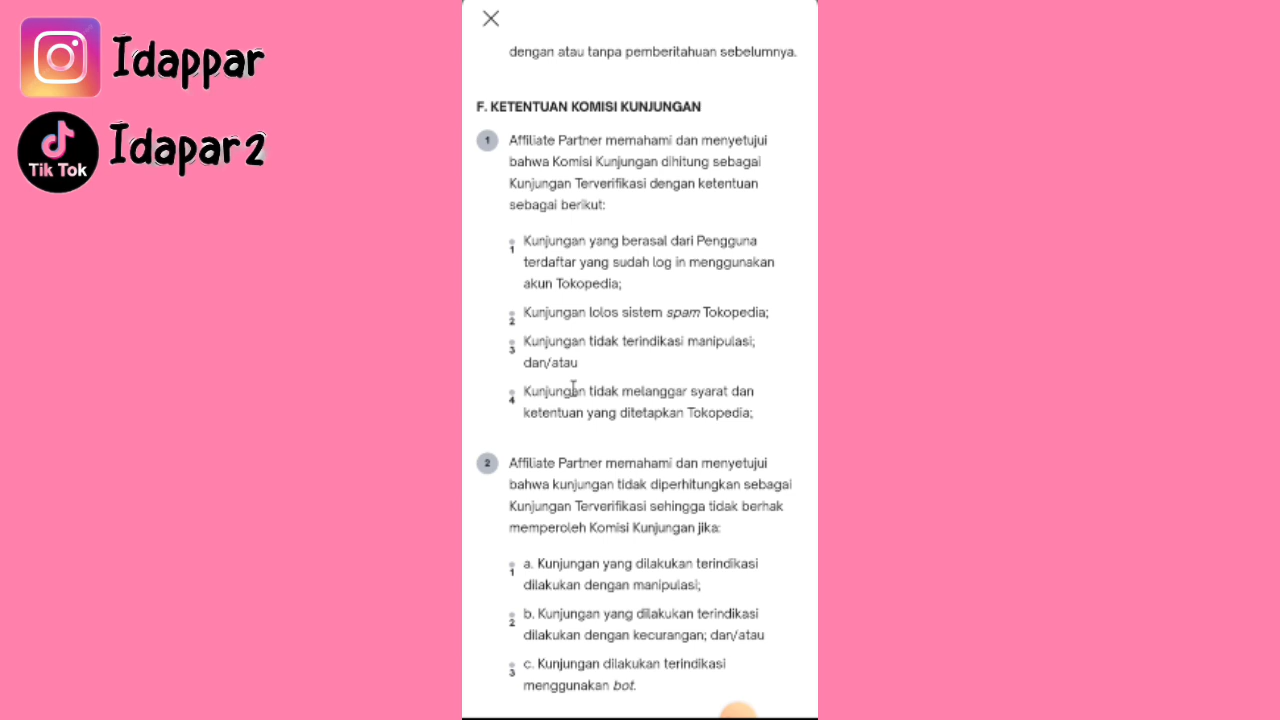 Idappar
Tik Tok
Idapar2
dengan atau tanpa pemberitahuan sebelumnya.
F. KETENTUAN KOMISI KUNJUNGAN
1 Affiliate Partner memahami dan menyetujui
bahwa Komisi Kunjungan dihitung sebagai
Kunjungan Terverifikasi dengan ketentuan
sebagai berikut:
1 Kunjungan yang berasal dari Pengguna
terdaftar yang sudah log in menggunakan
akun Tokopedia;
2 Kunjungan lolos sistem spam Tokopedia;
3 Kunjungan tidak terindikasi manipulasi;
dan/atau
4 Kunjungan tidak melanggar syarat dan
ketentuan yang ditetapkan Tokopedia;
2 Affiliate Partner memahami dan menyetujui
bahwa kunjungan tidak diperhitungkan sebagai
Kunjungan Terverifikasi sehingga tidak berhak
memperoleh Komisi Kunjungan jika:
1 a. Kunjungan yang dilakukan terindikasi
dilakukan dengan manipulasi;
2 b. Kunjungan yang dilakukan terindikasi
dilakukan dengan kecurangan; dan/atau
3 c. Kunjungan dilakukan terindikasi
menggunakan bot.